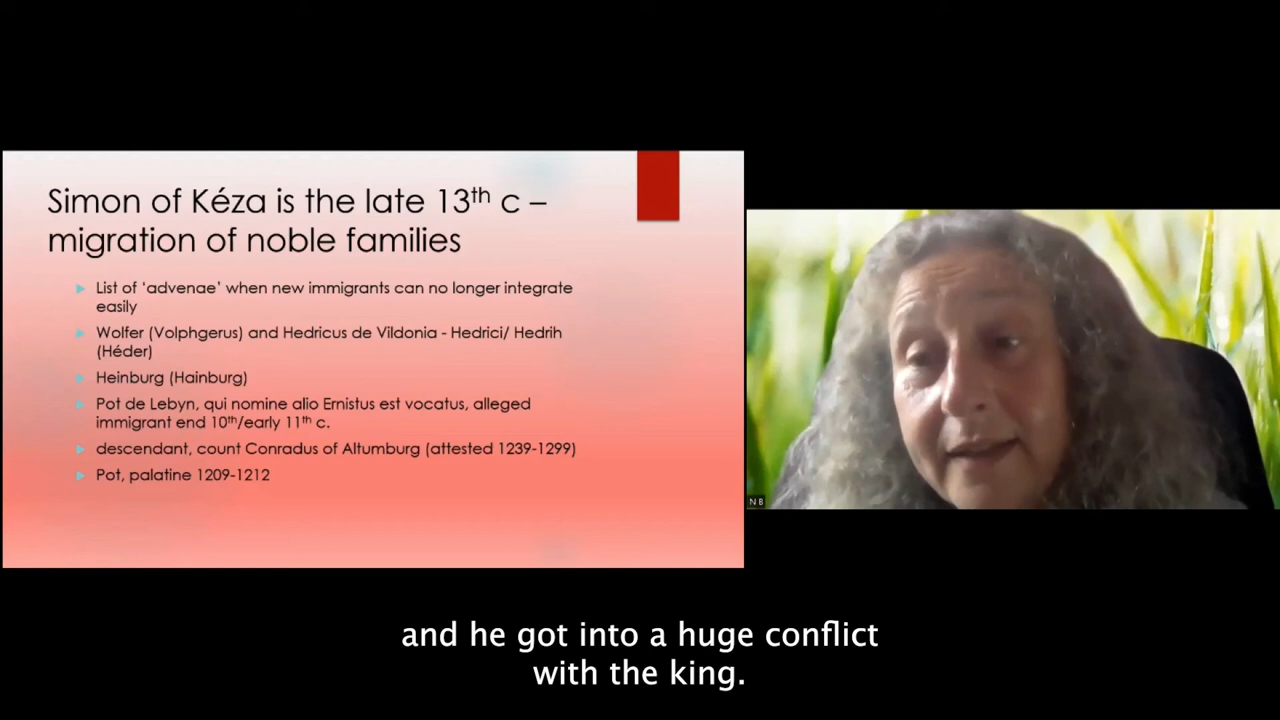 Simon of Kéza is the late 13th c –
migration of noble families
List of ‘advenae’ when new immigrants can no longer integrate
easily
Wolfer (Volphgerus) and Hedricus de Vildonia - Hedrici/ Hedrih
(Héder)
Heinburg (Hainburg)
Pot de Lebyn, qui nomine alio Ernistus est vocatus, alleged
immigrant end 10th/early 11th c.
descendant, count Conradus of Altumburg (attested 1239-1299)
Pot, palatine 1209-1212
N B
and he got into a huge conflict
with the king.